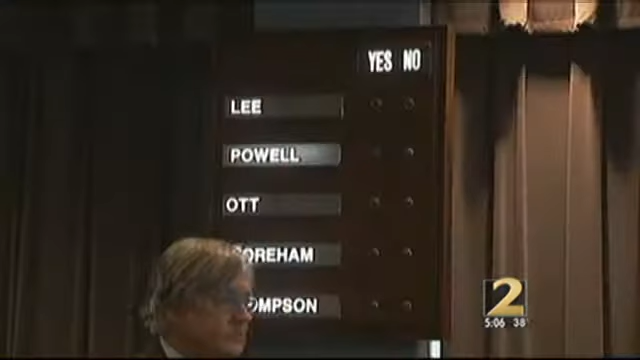 YES NO
LEE
POWELL
OTT
OREHAM
OMPSON
2
5:06 38°